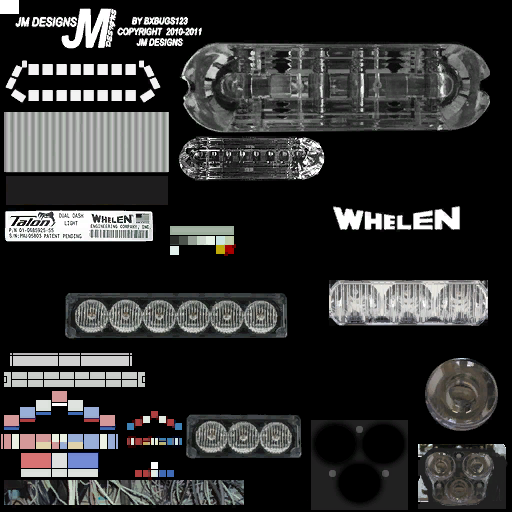 JM DESIGNS
JM
DESIGNS
BY BXBUGS123
COPYRIGHT 2010-2011
JM DESIGNS
Talon
DUAL DASH
LIGHT
WHELEN
ENGINEERING COMPANY, INC.
PATENT PENDING
WHELEN